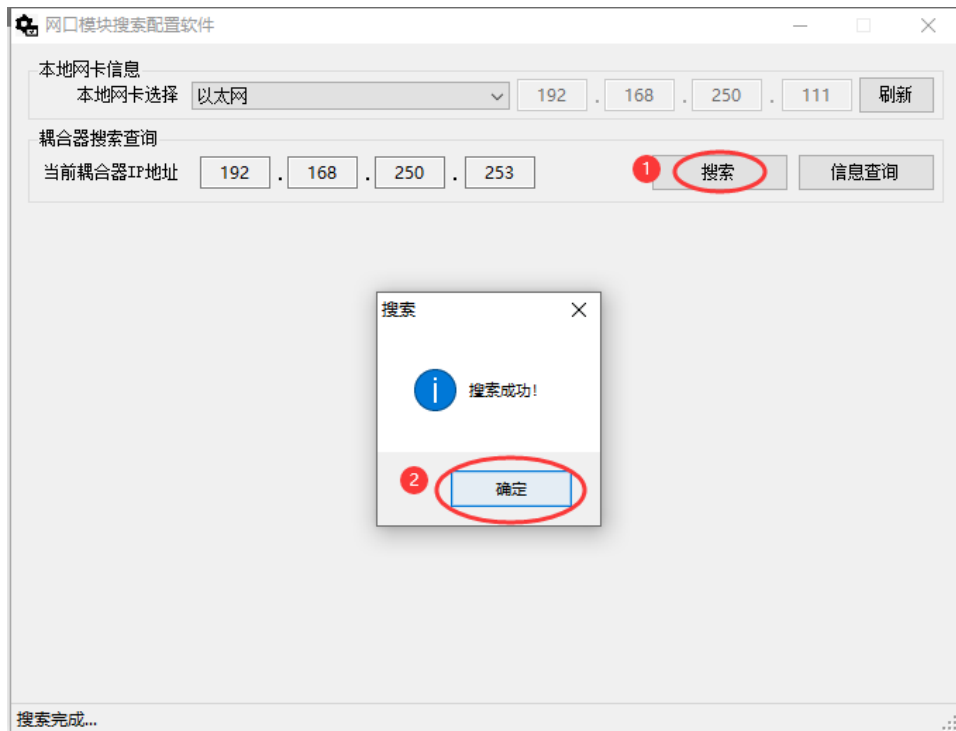 网口模块搜索配置软件
本地网卡信息
本地网卡选择 以太网 192 . 168 . 250 . 111 刷新
耦合器搜索查询
当前耦合器IP地址 192 . 168 . 250 . 253 1 搜索 信息查询
搜索
搜索成功!
2 确定
搜索完成...